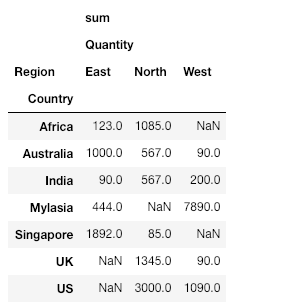 sum
Quantity
Region East North West
Country
Africa 123.0 1085.0 NaN
Australia 1000.0 567.0 90.0
India 90.0 567.0 200.0
Mylasia 444.0 NaN 7890.0
Singapore 1892.0 85.0 NaN
UK NaN 1345.0 90.0
US NaN 3000.0 1090.0